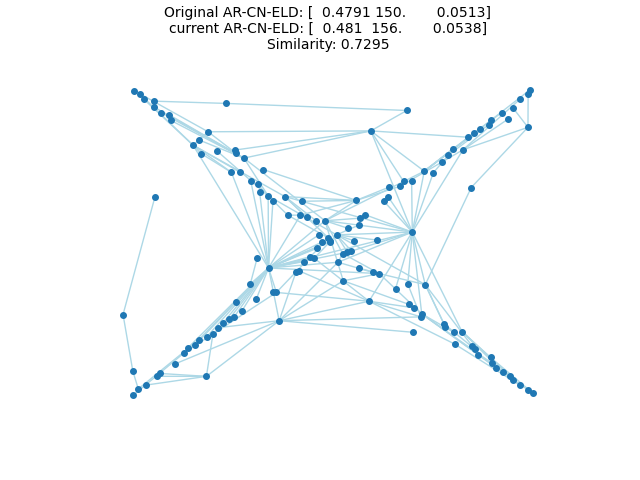 Original AR-CN-ELD: [  0.4791 150.       0.0513]
current AR-CN-ELD: [  0.481  156.       0.0538]
Similarity: 0.7295